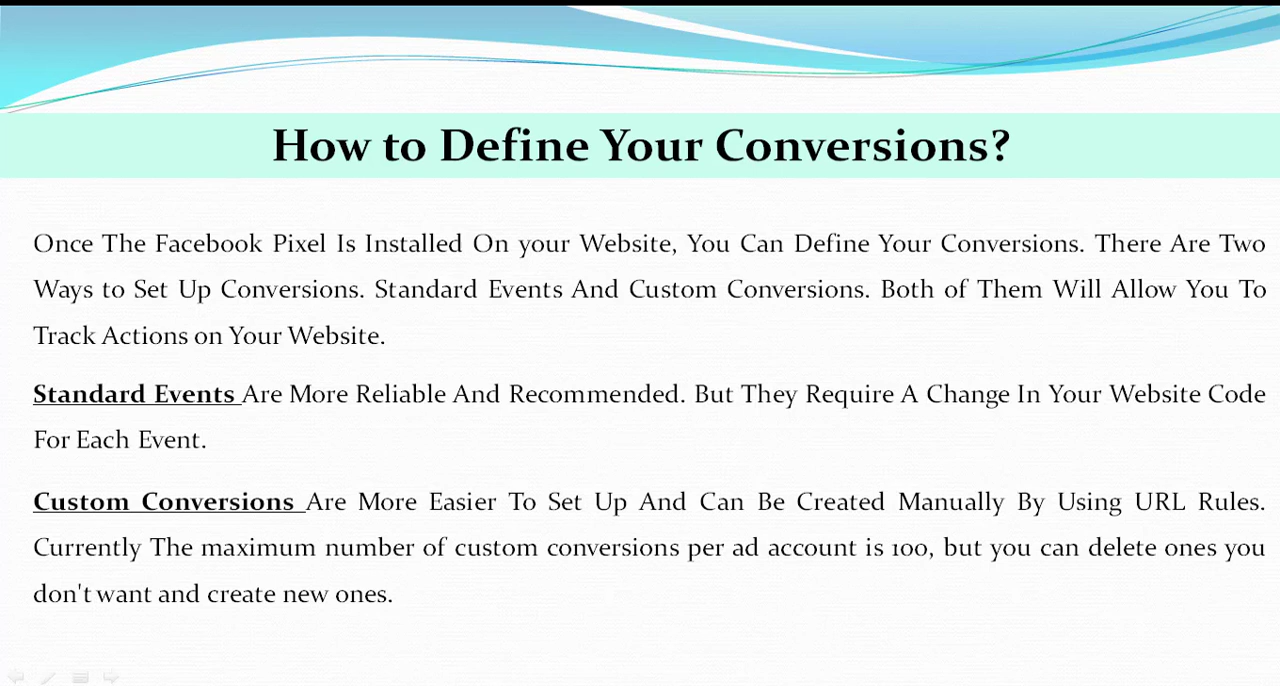 How to Define Your Conversions?
Once The Facebook Pixel Is Installed On your Website, You Can Define Your Conversions. There Are Two
Ways to Set Up Conversions. Standard Events And Custom Conversions. Both of Them Will Allow You To
Track Actions on Your Website.
Standard Events Are More Reliable And Recommended. But They Require A Change In Your Website Code
For Each Event.
Custom Conversions Are More Easier To Set Up And Can Be Created Manually By Using URL Rules.
Currently The maximum number of custom conversions per ad account is 100, but you can delete ones you
don't want and create new ones.